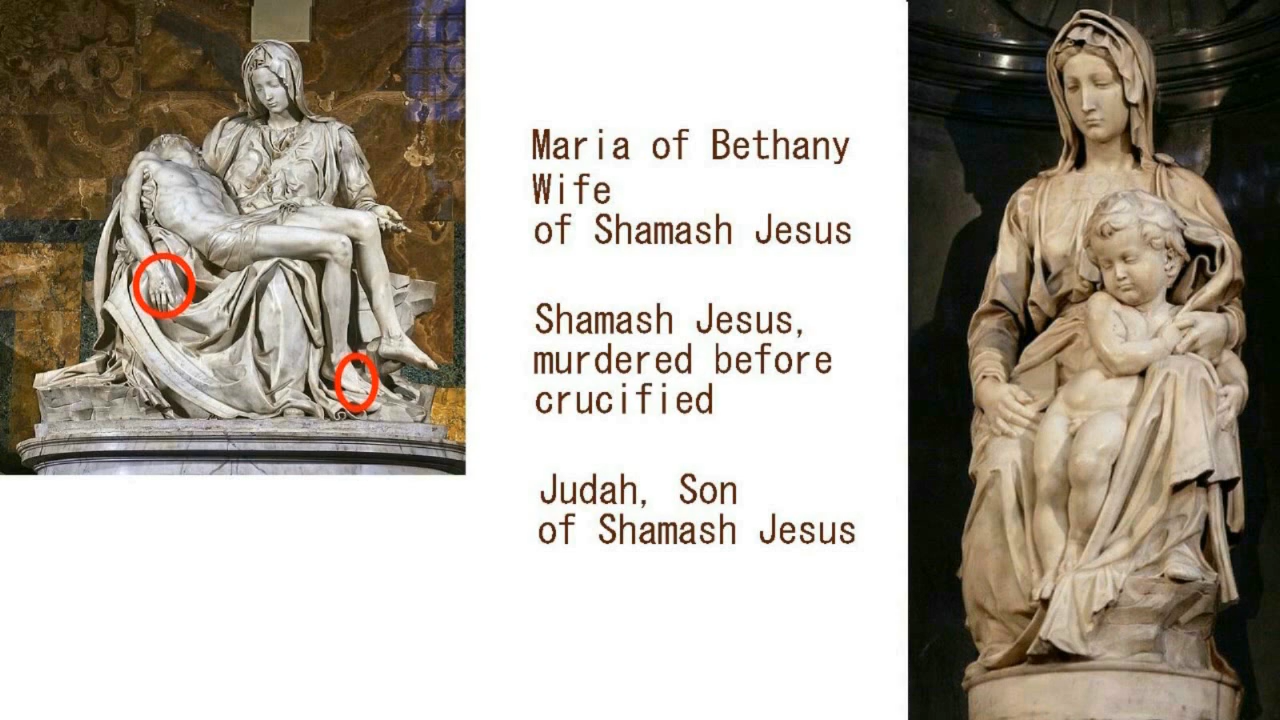 Maria of Bethany
Wife
of Shamash Jesus
Shamash Jesus,
murdered before
crucified
Judah, Son
of Shamash Jesus